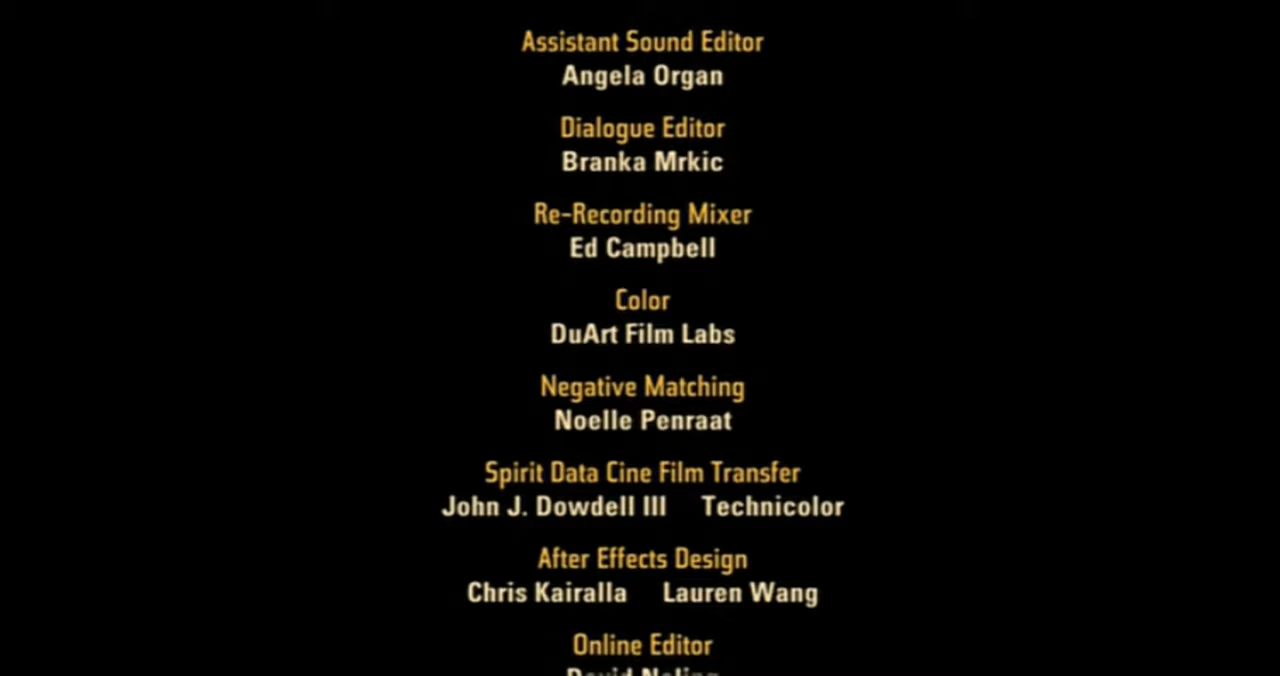 Assistant Sound Editor
Angela Organ
Dialogue Editor
Branka Mrkic
Re-Recording Mixer
Ed Campbell
Color
DuArt Film Labs
Negative Matching
Noelle Penraat
Spirit Data Cine Film Transfer
John J. Dowdell III Technicolor
After Effects Design
Chris Kairalla Lauren Wang
Online Editor
David